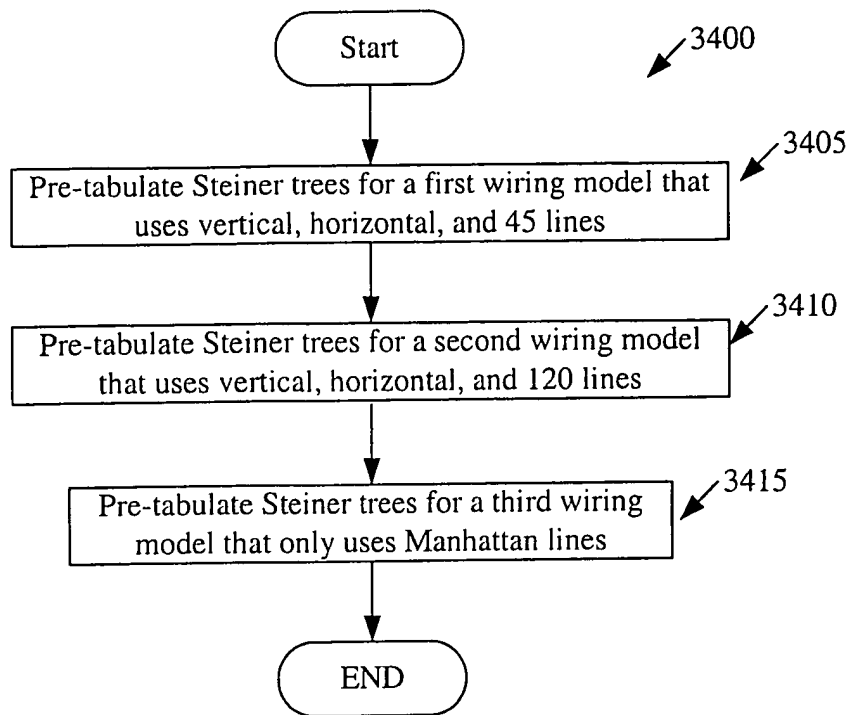 Start
3400
3405
Pre-tabulate Steiner trees for a first wiring model that
uses vertical, horizontal, and 45 lines
3410
Pre-tabulate Steiner trees for a second wiring model
that uses vertical, horizontal, and 120 lines
3415
Pre-tabulate Steiner trees for a third wiring
model that only uses Manhattan lines
END